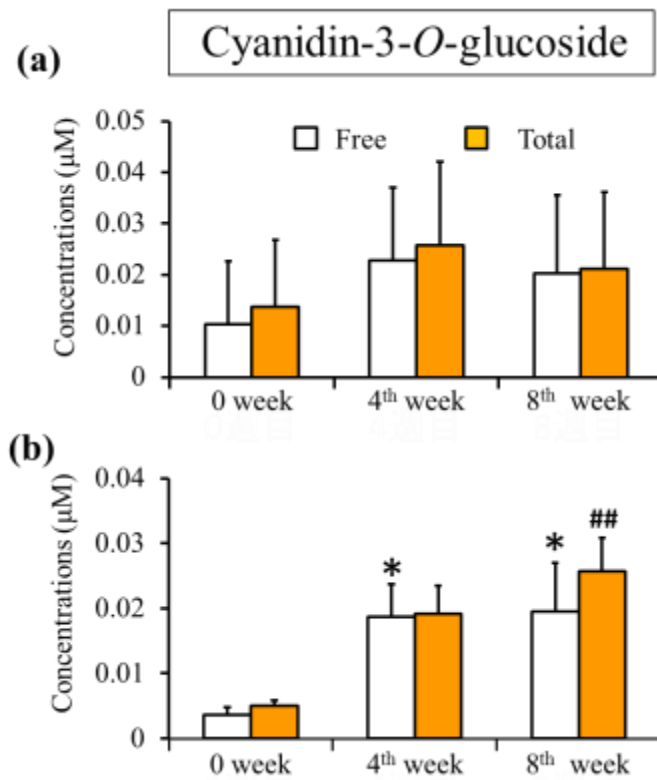 Cyanidin-3-O-glucoside
(a)
Concentrations (μM)
0.05
0.04
0.03
0.02
0.01
0
Free
Total
0 week
4th week
8th week
(b)
Concentrations (μM)
0.04
0.03
0.02
0.01
0
*
*
##
0 week
4th week
8th week